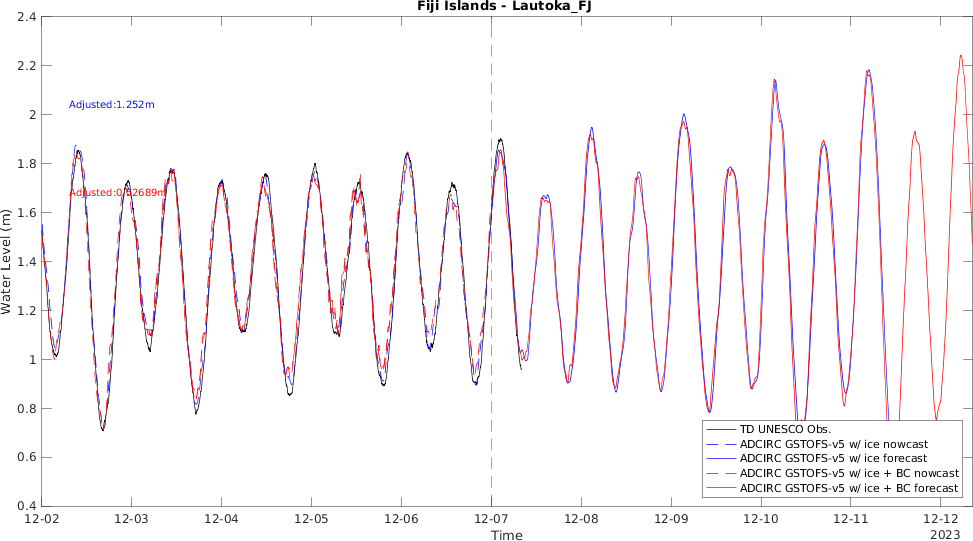 Fiji Islands - Lautoka_FJ
2.4
2.2
2
1.8
1.6
1.4
1.2
1
0.8
0.6
0.4
Water Level (m)
Adjusted:1.252m
TD UNESCO Obs.
ADCIRC GSTOFS-v5 w/ ice nowcast
ADCIRC GSTOFS-v5 w/ ice forecast
ADCIRC GSTOFS-v5 w/ ice + BC nowcast
ADCIRC GSTOFS-v5 w/ ice + BC forecast
12-02 12-03 12-04 12-05 12-06 12-07 12-08 12-09 12-10 12-11 12-12
2023
Time